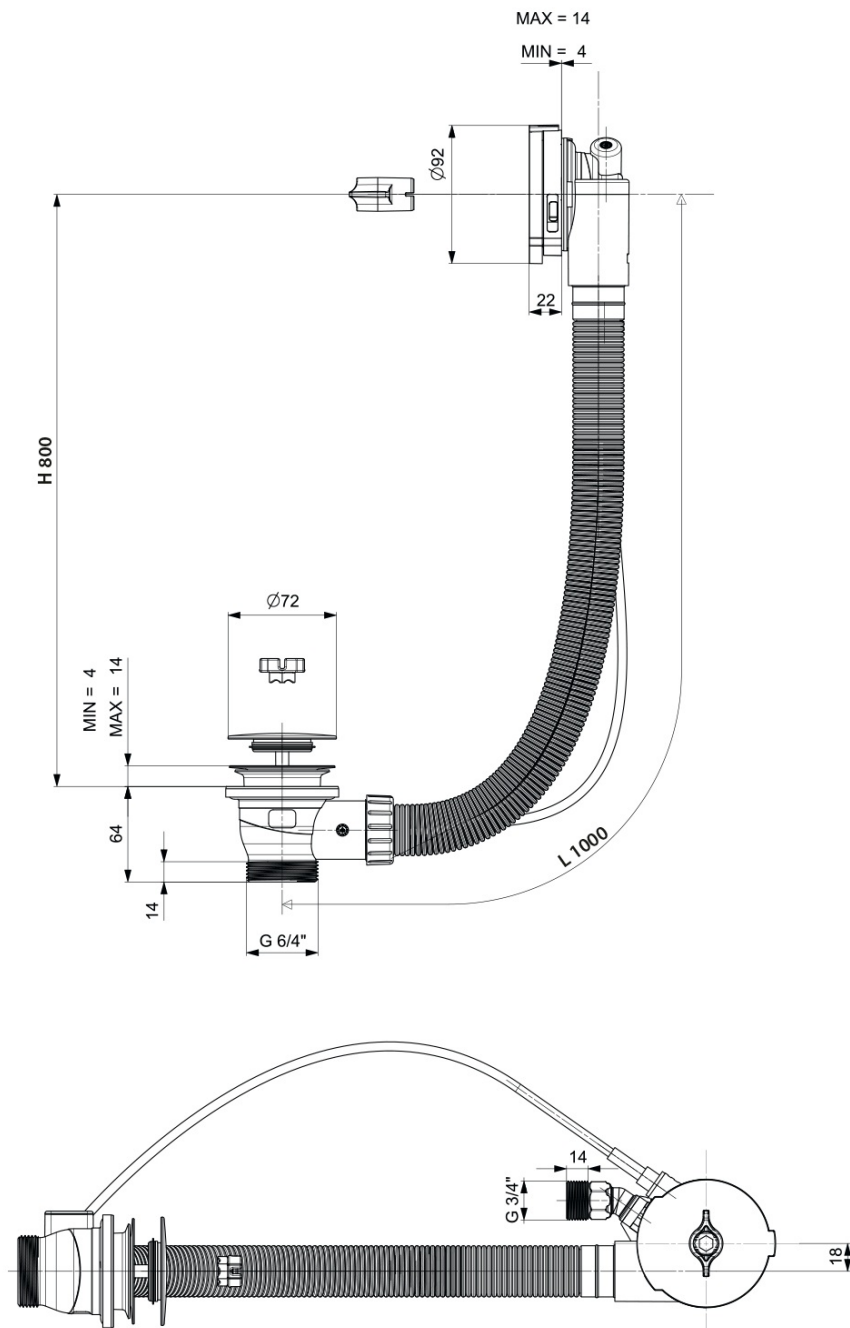 MAX = 14
MIN = 4
Ø92
22
H 800
Ø72
MIN = 4
MAX = 14
64
14
G 6/4"
L 1000
14
G 3/4"
18